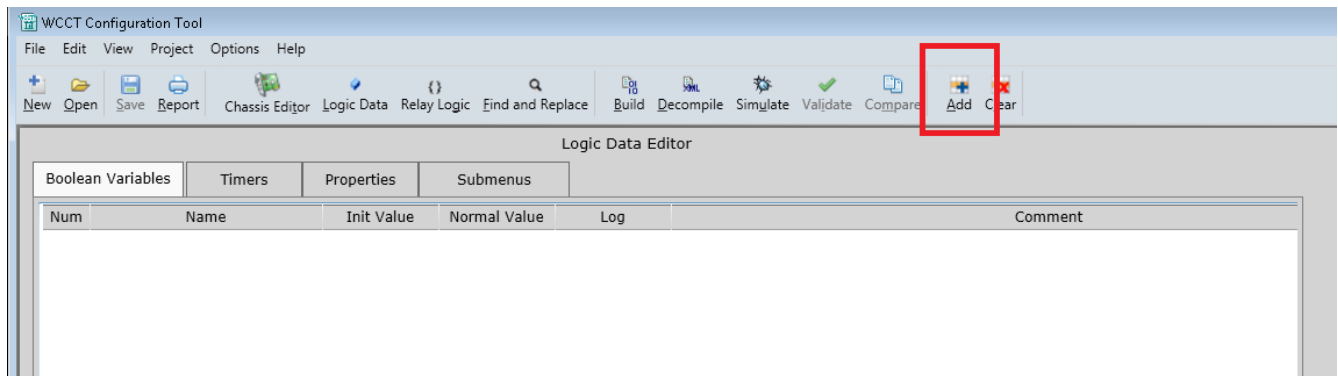 WCCT Configuration Tool
File Edit View Project Options Help
New Open Save Report Chassis Editor Logic Data Relay Logic Find and Replace Build Decompile Simulate Validate Compare Add Clear
Logic Data Editor
Boolean Variables Timers Properties Submenus
Num Name Init Value Normal Value Log Comment